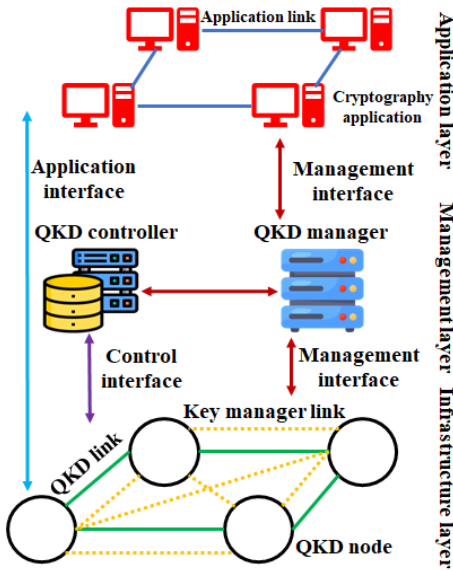 Application link
Cryptography
application
Application
interface
Management
interface
QKD controller
QKD manager
Control
interface
Management
interface
Key manager link
QKD link
QKD node
Application layer
Management layer
Infrastructure layer